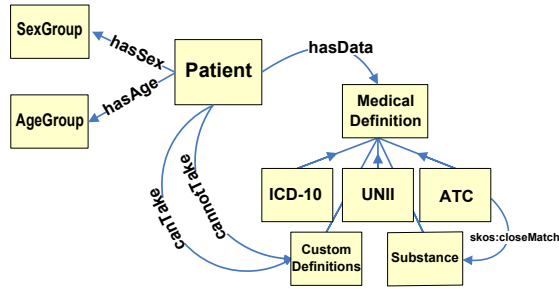 SexGroup
hasSex
Patient
hasData
hasAge
AgeGroup
Medical
Definition
ICD-10
UNII
ATC
canTake
cannotTake
skos:closeMatch
Custom
Definitions
Substance